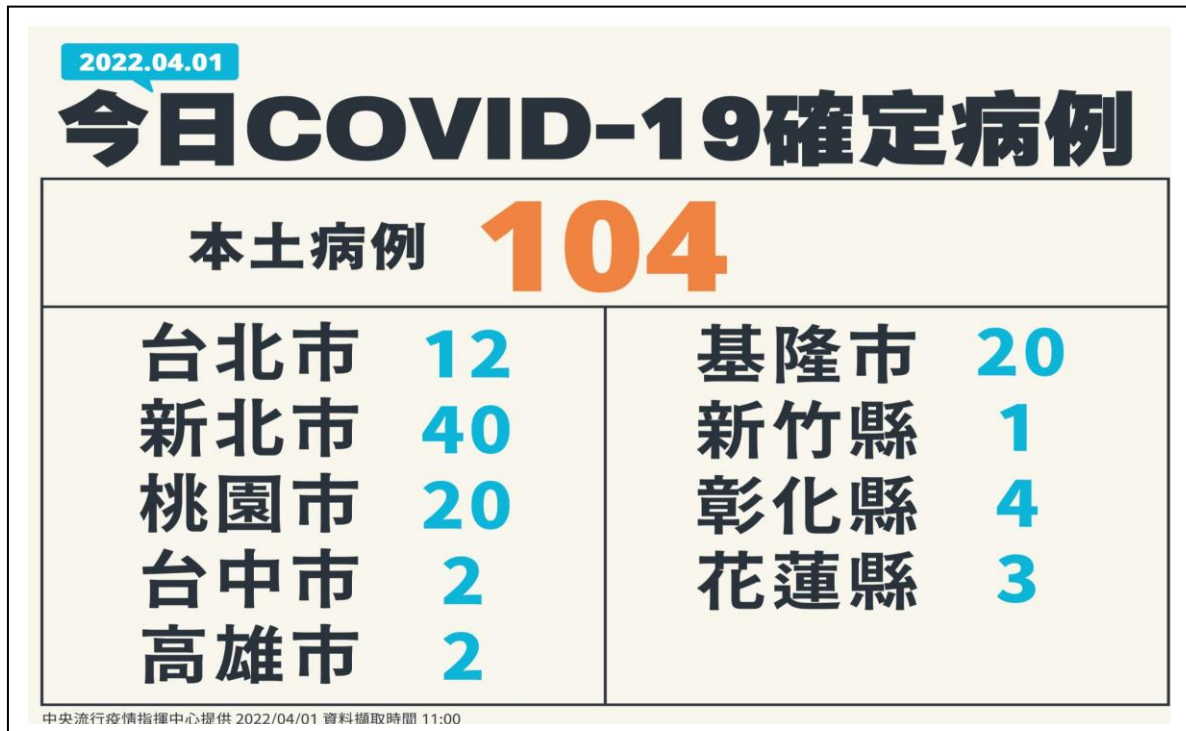 2022.04.01
今日COVID-19確定病例
本土病例 104
台北市 12
新北市 40
桃園市 20
台中市 2
高雄市 2
基隆市 20
新竹縣 1
彰化縣 4
花蓮縣 3
中央流行疫情指揮中心提供 2022/04/01 資料擷取時間 11:00